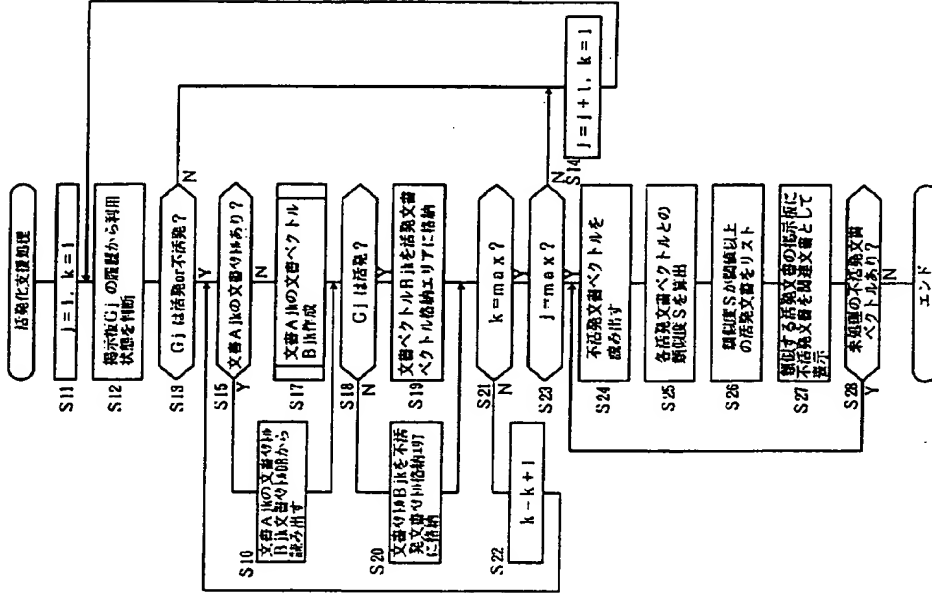 活発化支援処理
S11
j=1, k=1
S12
掲示板Gjの履歴から利用
状態を判断
S13
Gjは活発or不活発?
N
Y
S14
j=j+1, k=1
S15
文書Ajkの文書ベクトルあり?
Y
N
S10
文書Ajkの文書ベクトル
Bjk文書ベクトルDBから
読み出す
S17
文書Ajkの文書ベクトル
Bjk作成
S18
Gjは活発?
N
Y
S19
文書ベクトルBjkを活発文書
ベクトル格納エリアに格納
S20
文書ベクトルBjkを不活
発文書ベクトル格納エリア
に格納
S21
k=max?
N
Y
S22
k=k+1
S23
j=max?
N
Y
S24
不活発文書ベクトルを
読み出す
S25
各活発文書ベクトルとの
類似度Sを算出
S26
類似度Sが閾値以上
の活発文書をリスト
S27
類似する活発文書の掲示板に
不活発文書を関連文書として
表示
S28
未処理の不活発文書
ベクトルあり?
Y
N
エンド